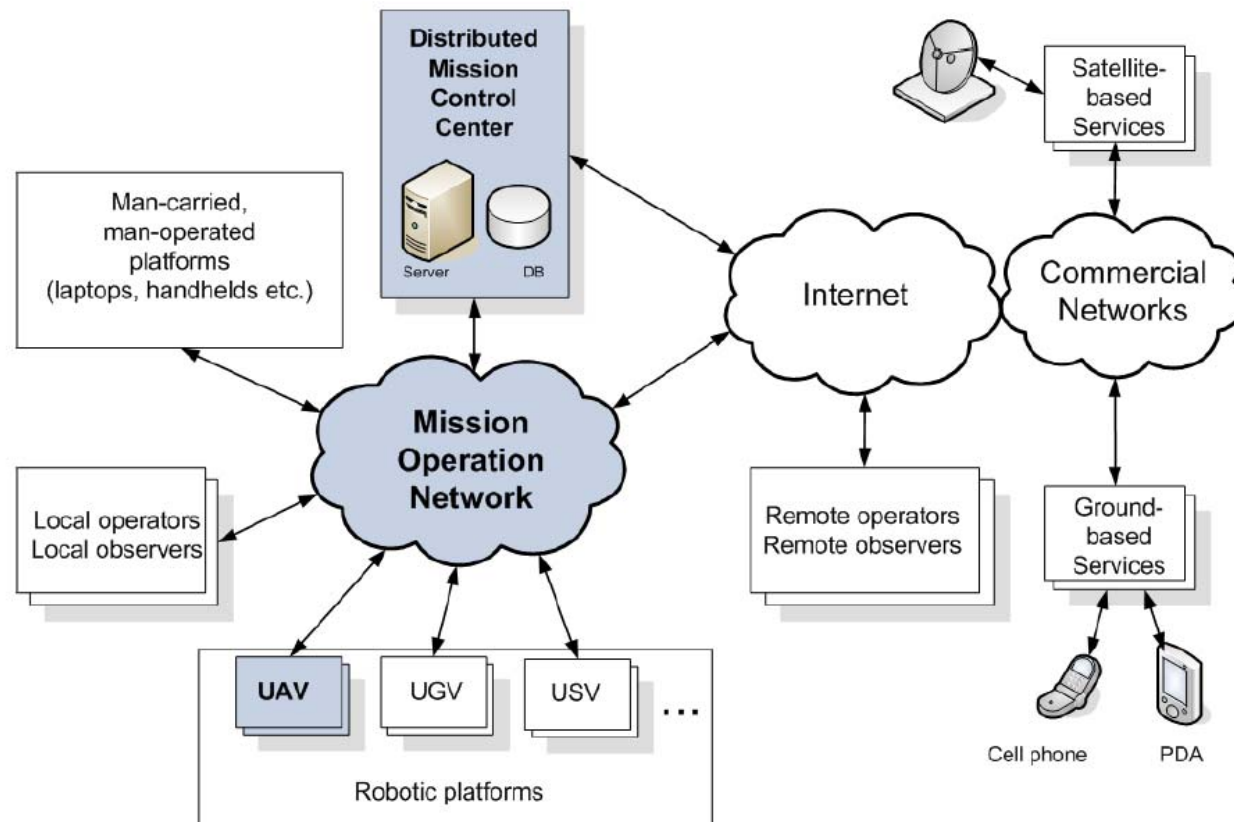 Distributed
Mission
Control
Center
Server
DB
Satellite-
based
Services
Man-carried,
man-operated
platforms
(laptops, handhelds etc.)
Internet
Commercial
Networks
Mission
Operation
Network
Local operators
Local observers
Remote operators
Remote observers
Ground-
based
Services
UAV
UGV
USV
...
Robotic platforms
Cell phone
PDA